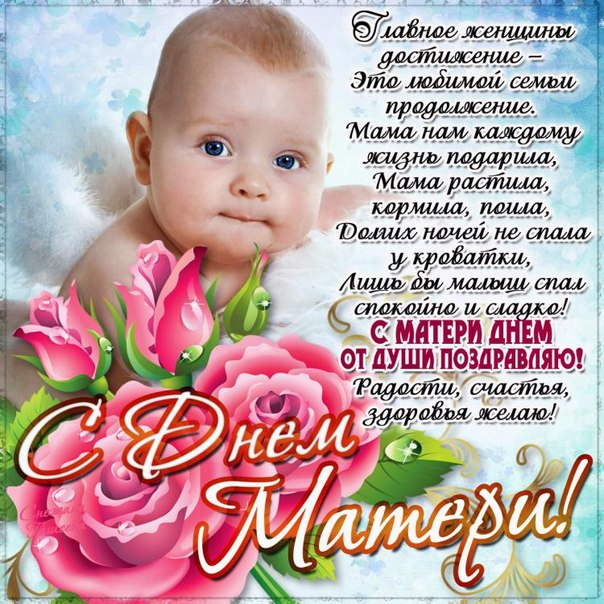 Главное женщины
достижение –
Это любимой семьи
продолжение.
Мама нам каждому
жизнь подарила,
Мама растила,
кормила, поила,
Долгих ночей не спала
у кроватки,
Лишь бы малыш спал
спокойно и сладко!
С МАТЕРИ ДНЕМ
ОТ ДУШИ ПОЗДРАВЛЯЮ!
Радости, счастья,
здоровья желаю!
С Днем
Матери!